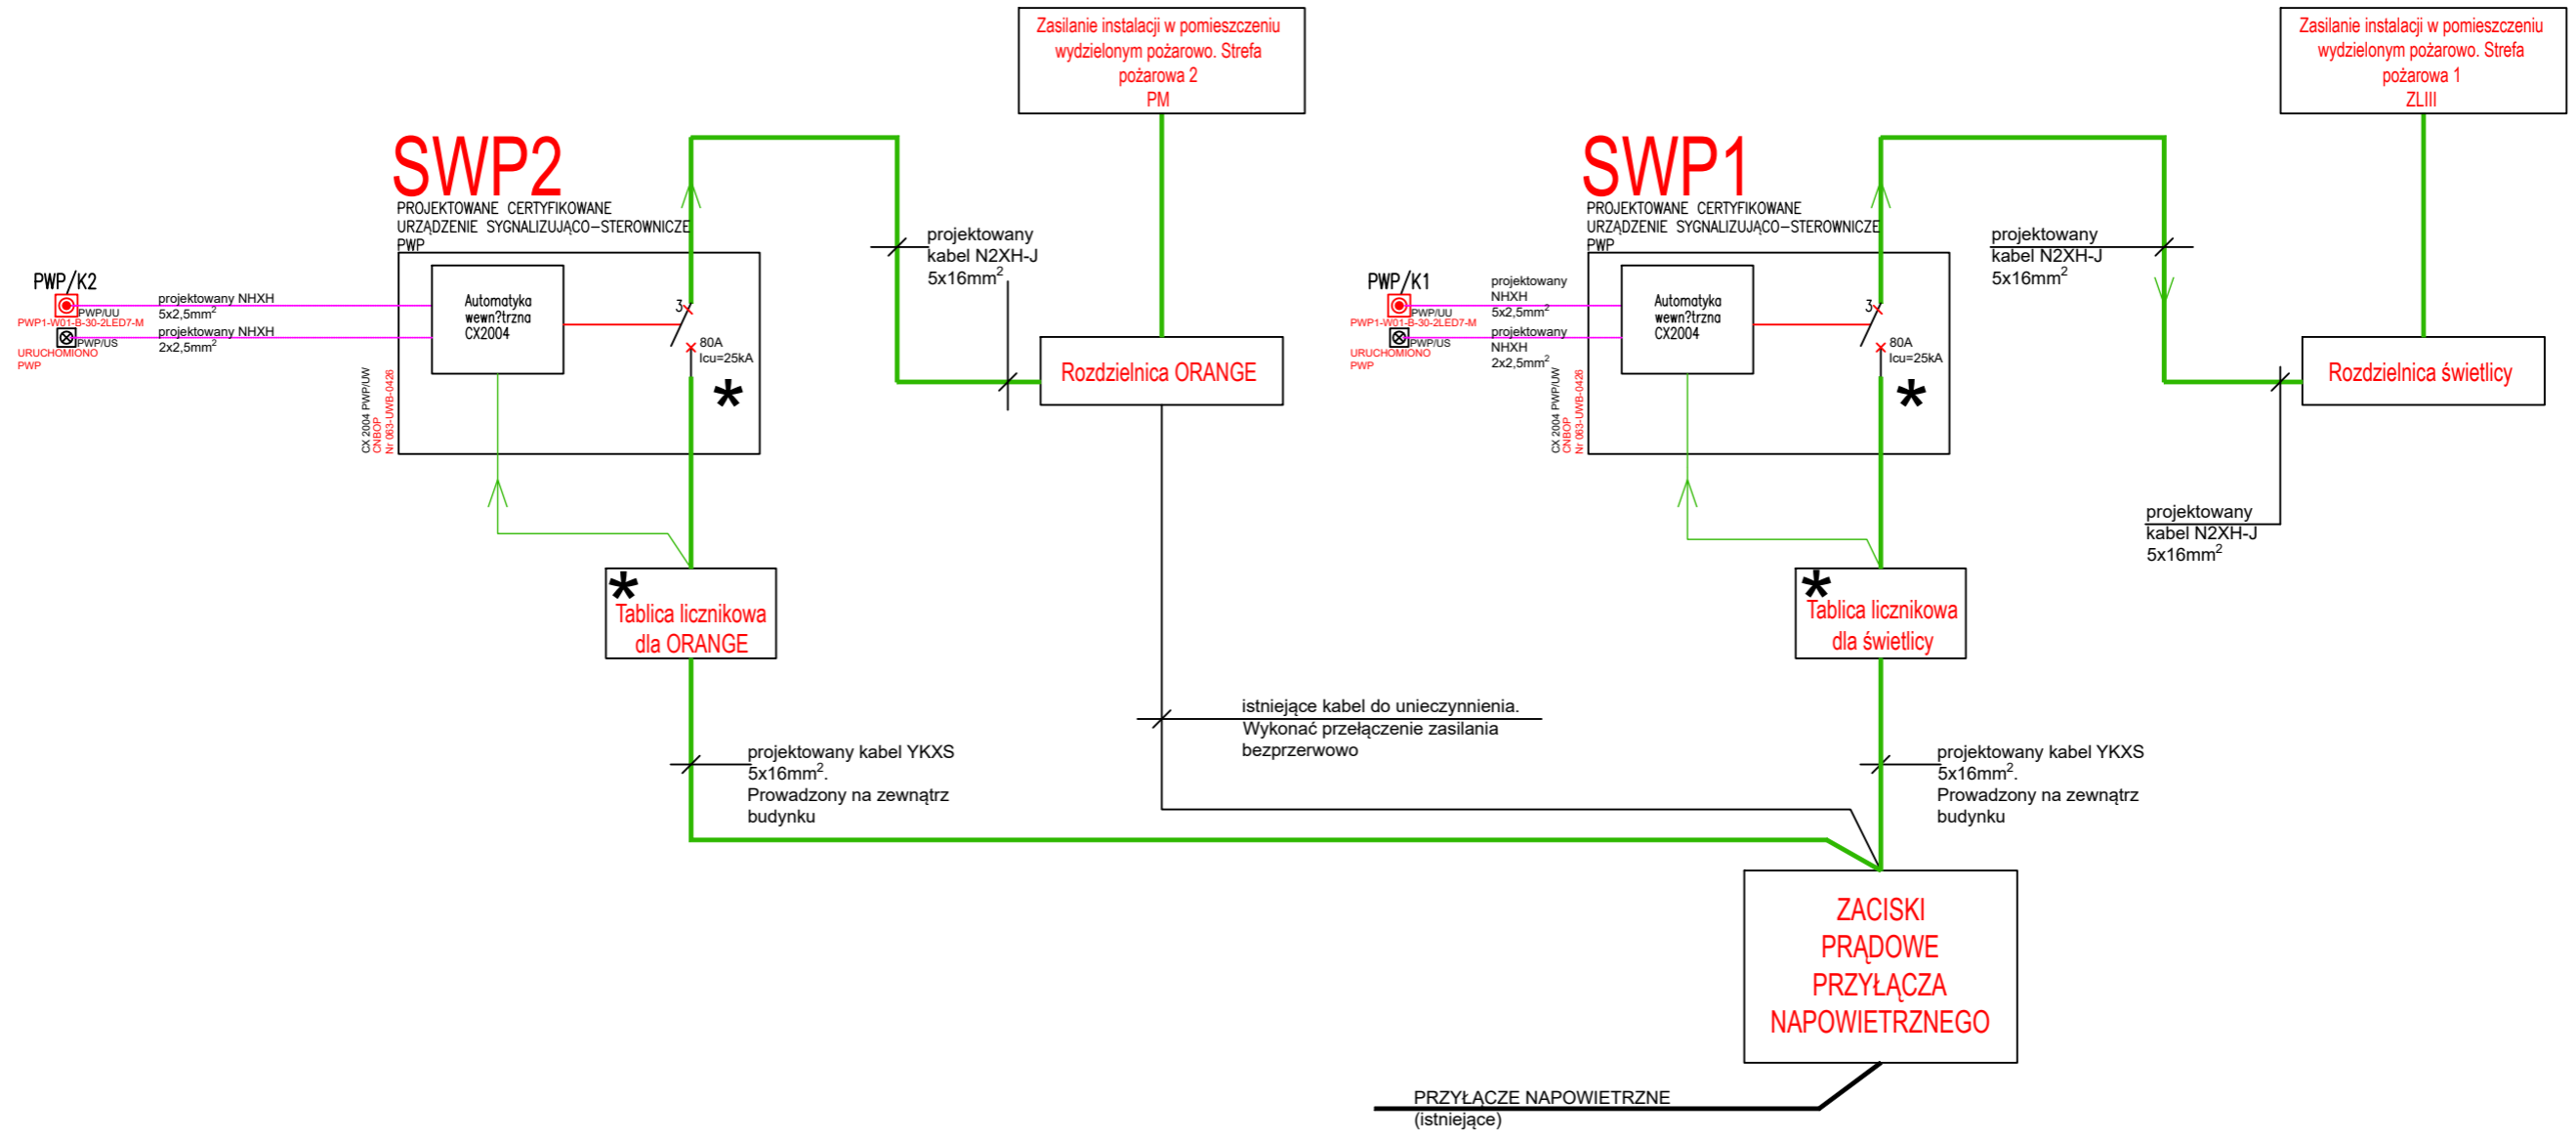 Zasilanie instalacji w pomieszczeniu
wydzielonym pożarowo. Strefa
pożarowa 2
PM
Zasilanie instalacji w pomieszczeniu
wydzielonym pożarowo. Strefa
pożarowa 1
ZLIII
SWP2
PROJEKTOWANE CERTYFIKOWANE
URZĄDZENIE SYGNALIZUJĄCO-STEROWNICZE
PWP
PWP/K2
PWP/UU
PWP1-W01-B-30-2LED7-M
PWP/US
URUCHOMIONO
PWP
projektowany NHXH
5x2,5mm²
projektowany NHXH
2x2,5mm²
Automatyka
wewn?trzna
CX2004
3
80A
Icu=25kA
*
CX 2004 PWP/UW
CNBOP
Nr 063-UWB-0426
projektowany
kabel N2XH-J
5x16mm²
Rozdzielnica ORANGE
*
Tablica licznikowa
dla ORANGE
projektowany kabel YKXS
5x16mm².
Prowadzony na zewnątrz
budynku
istniejące kabel do unieczynnienia.
Wykonać przełączenie zasilania
bezprzerwowo
SWP1
PROJEKTOWANE CERTYFIKOWANE
URZĄDZENIE SYGNALIZUJĄCO-STEROWNICZE
PWP
PWP/K1
PWP/UU
PWP1-W01-B-30-2LED7-M
PWP/US
URUCHOMIONO
PWP
projektowany
NHXH
5x2,5mm²
projektowany
NHXH
2x2,5mm²
Automatyka
wewn?trzna
CX2004
3
80A
Icu=25kA
*
CX 2004 PWP/UW
CNBOP
Nr 063-UWB-0426
projektowany
kabel N2XH-J
5x16mm²
Rozdzielnica świetlicy
projektowany
kabel N2XH-J
5x16mm²
*
Tablica licznikowa
dla świetlicy
projektowany kabel YKXS
5x16mm².
Prowadzony na zewnątrz
budynku
ZACISKI
PRĄDOWE
PRZYŁĄCZA
NAPOWIETRZNEGO
PRZYŁĄCZE NAPOWIETRZNE
(istniejące)